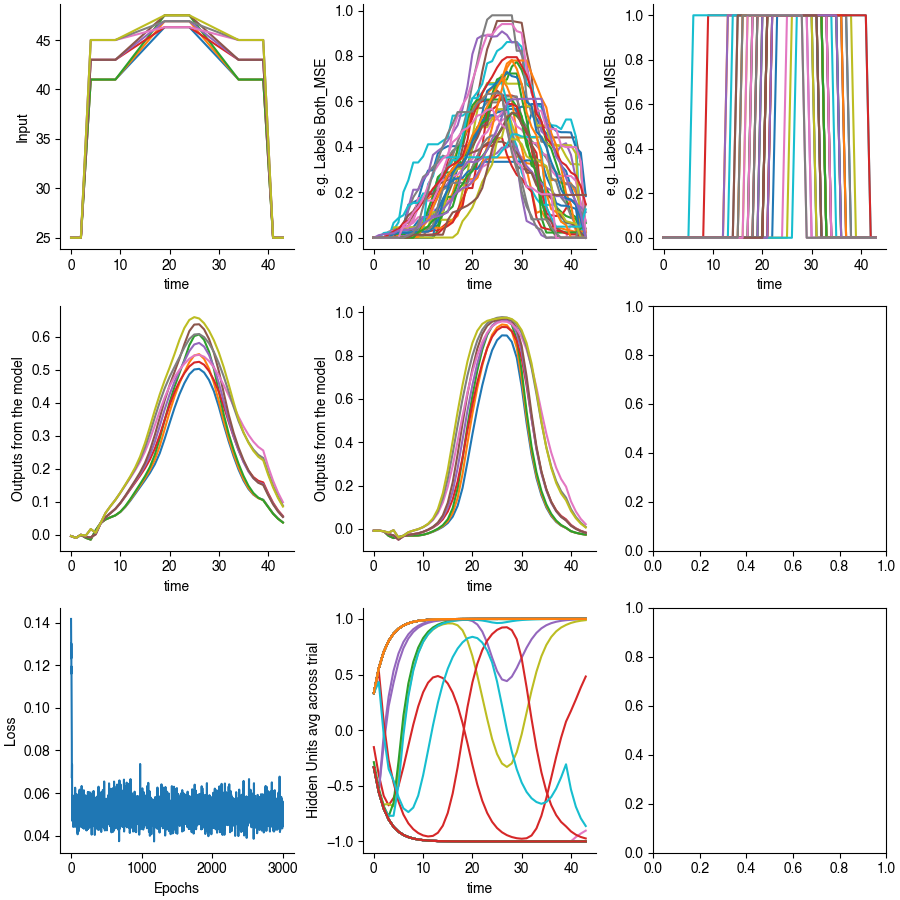 45
40
35
30
25
Input
0 10 20 30 40
time
1.0
0.8
0.6
0.4
0.2
0.0
e.g. Labels Both_MSE
0 10 20 30 40
time
1.0
0.8
0.6
0.4
0.2
0.0
e.g. Labels Both_MSE
0 10 20 30 40
time
0.6
0.5
0.4
0.3
0.2
0.1
0.0
Outputs from the model
0 10 20 30 40
time
1.0
0.8
0.6
0.4
0.2
0.0
Outputs from the model
0 10 20 30 40
time
1.0
0.8
0.6
0.4
0.2
0.0
0.0 0.2 0.4 0.6 0.8 1.0
0.14
0.12
0.10
0.08
0.06
0.04
Loss
0 1000 2000 3000
Epochs
1.0
0.5
0.0
−0.5
−1.0
Hidden Units avg across trial
0 10 20 30 40
time
1.0
0.8
0.6
0.4
0.2
0.0
0.0 0.2 0.4 0.6 0.8 1.0